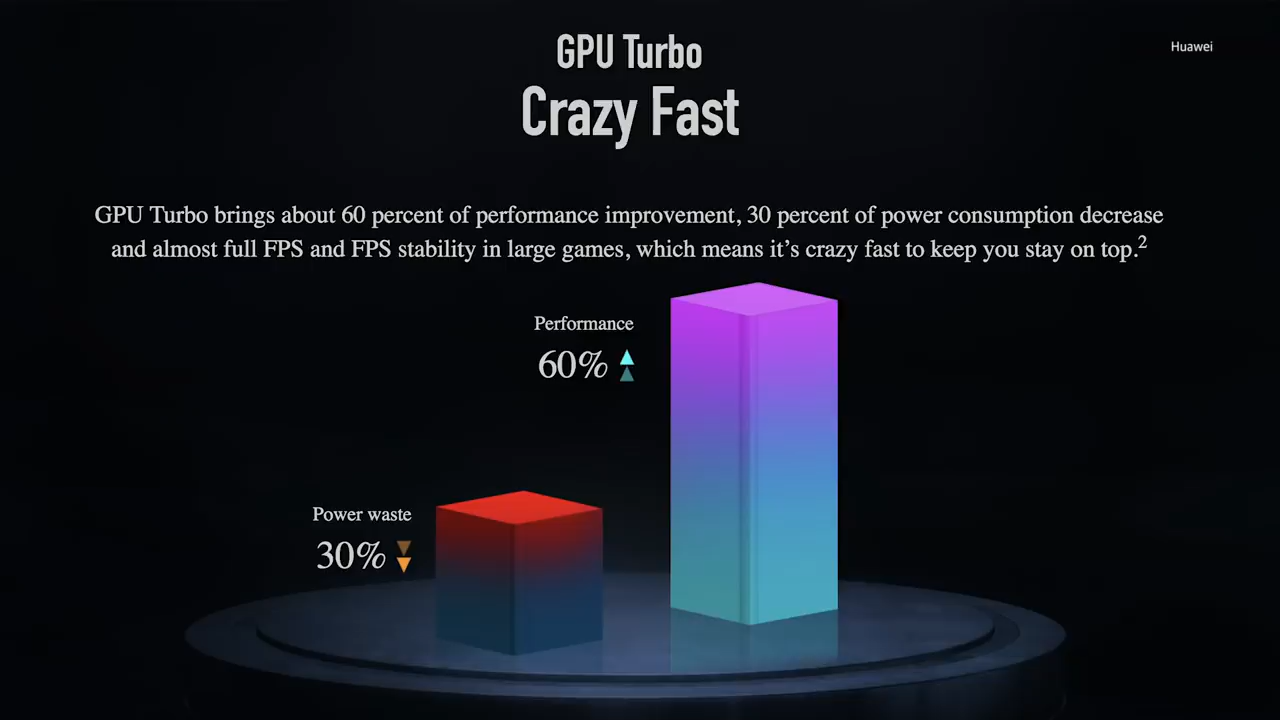 GPU Turbo
Huawei
Crazy Fast
GPU Turbo brings about 60 percent of performance improvement, 30 percent of power consumption decrease
and almost full FPS and FPS stability in large games, which means it’s crazy fast to keep you stay on top.2
Performance
60%
Power waste
30%